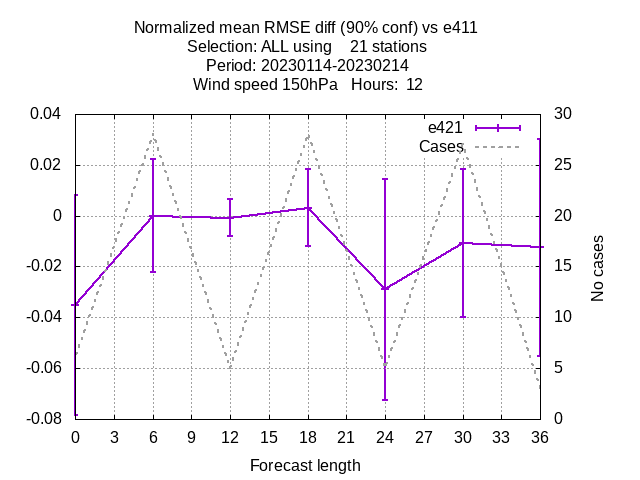 Normalized mean RMSE diff (90% conf) vs e411
Selection: ALL using    21 stations
Period: 20230114-20230214
Wind speed 150hPa   Hours:  12
e421
Cases
0.04
0.02
0
-0.02
-0.04
-0.06
-0.08
30
25
20
15
10
5
0
No cases
0 3 6 9 12 15 18 21 24 27 30 33 36
Forecast length